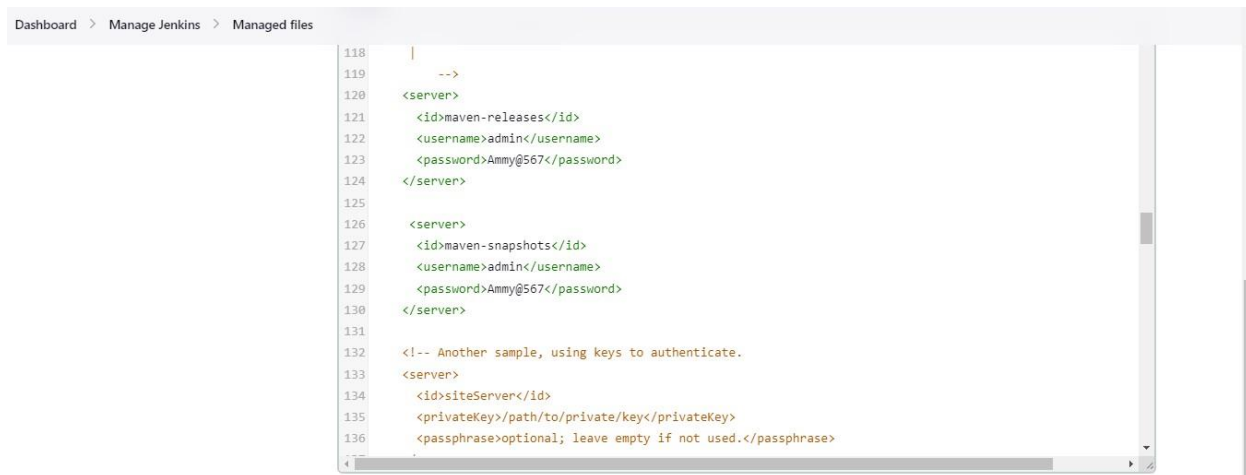 Dashboard > Manage Jenkins > Managed files
118 |
119 -->
120 <server>
121 <id>maven-releases</id>
122 <username>admin</username>
123 <password>Ammy@567</password>
124 </server>
125
126 <server>
127 <id>maven-snapshots</id>
128 <username>admin</username>
129 <password>Ammy@567</password>
130 </server>
131
132 <!-- Another sample, using keys to authenticate.
133 <server>
134 <id>siteServer</id>
135 <privateKey>/path/to/private/key</privateKey>
136 <passphrase>optional; leave empty if not used.</passphrase>